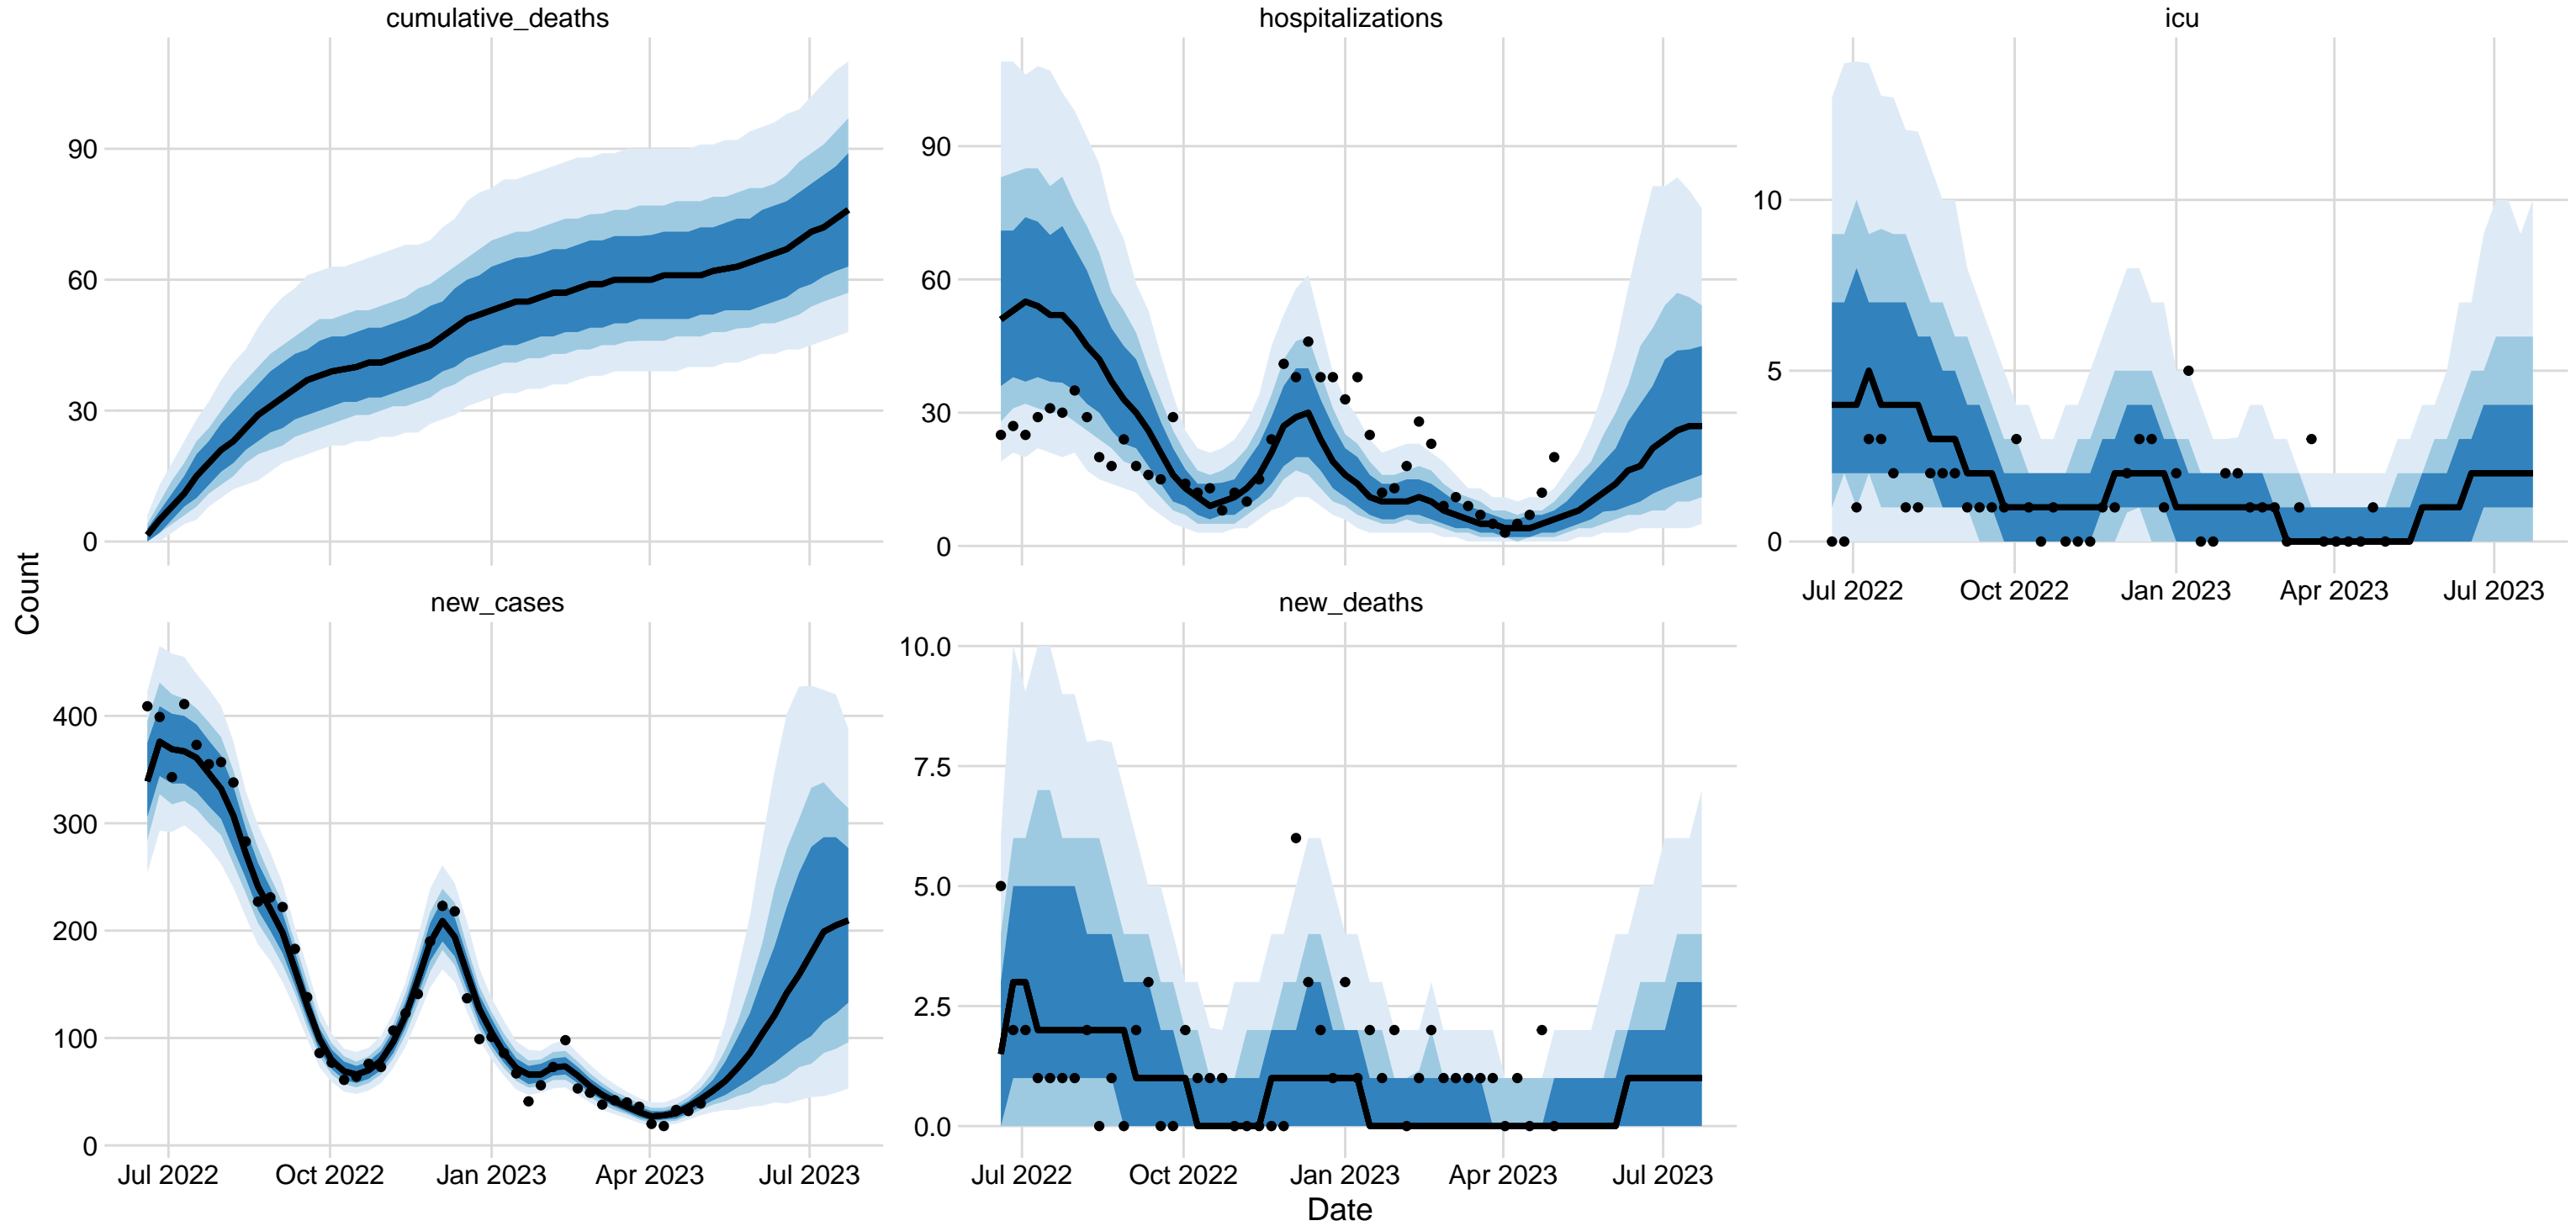 cumulative_deaths
hospitalizations
icu
90
60
30
0
90
60
30
0
10
5
0
Jul 2022
Oct 2022
Jan 2023
Apr 2023
Jul 2023
Count
new_cases
new_deaths
400
300
200
100
0
10.0
7.5
5.0
2.5
0.0
Jul 2022
Oct 2022
Jan 2023
Apr 2023
Jul 2023
Jul 2022
Oct 2022
Jan 2023
Apr 2023
Jul 2023
Date